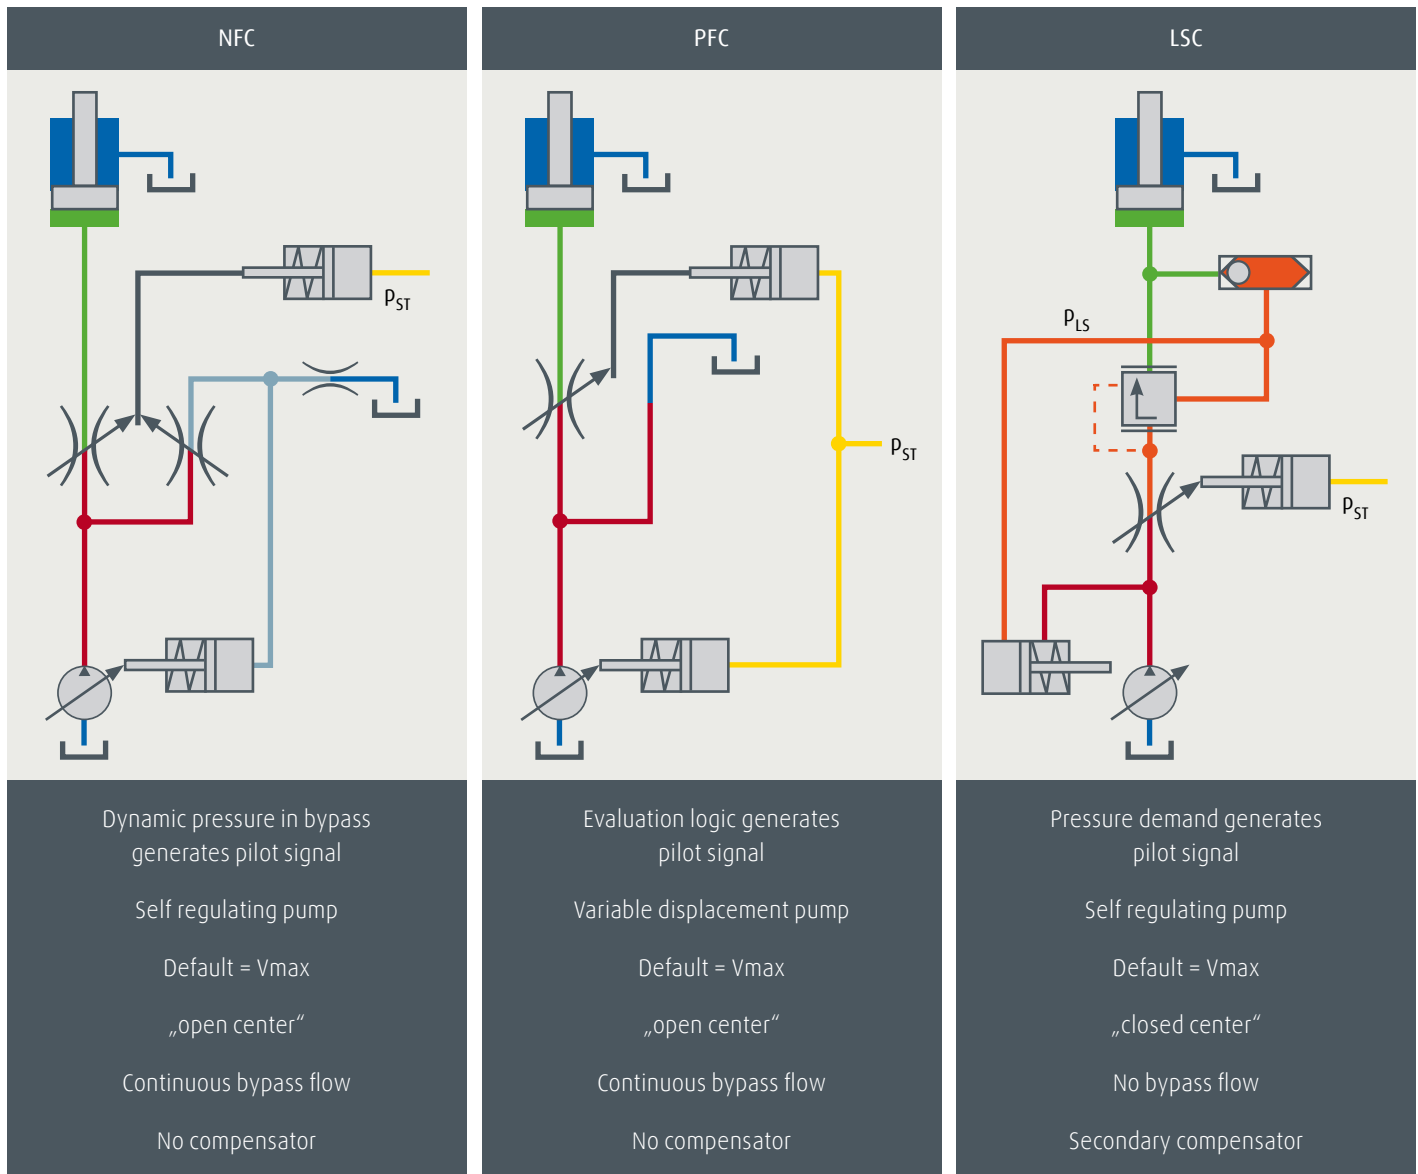 NFC
PFC
LSC
pST
pST
pLS
pST
Dynamic pressure in bypass
generates pilot signal
Self regulating pump
Default = Vmax
„open center“
Continuous bypass flow
No compensator
Evaluation logic generates
pilot signal
Variable displacement pump
Default = Vmax
„open center“
Continuous bypass flow
No compensator
Pressure demand generates
pilot signal
Self regulating pump
Default = Vmax
„closed center“
No bypass flow
Secondary compensator